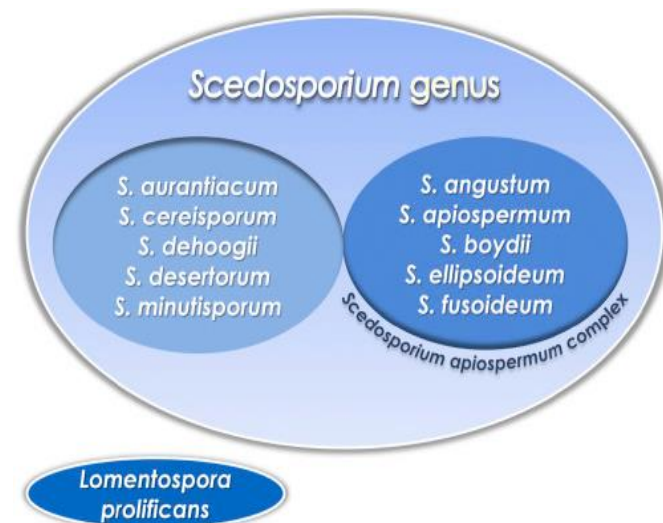 Scedosporium genus
S. aurantiacum
S. cereisporum
S. dehoogii
S. desertorum
S. minutisporum
S. angustum
S. apiospermum
S. boydii
S. ellipsoideum
S. fusoideum
Scedosporium apiospermum complex
Lomentospora
prolificans